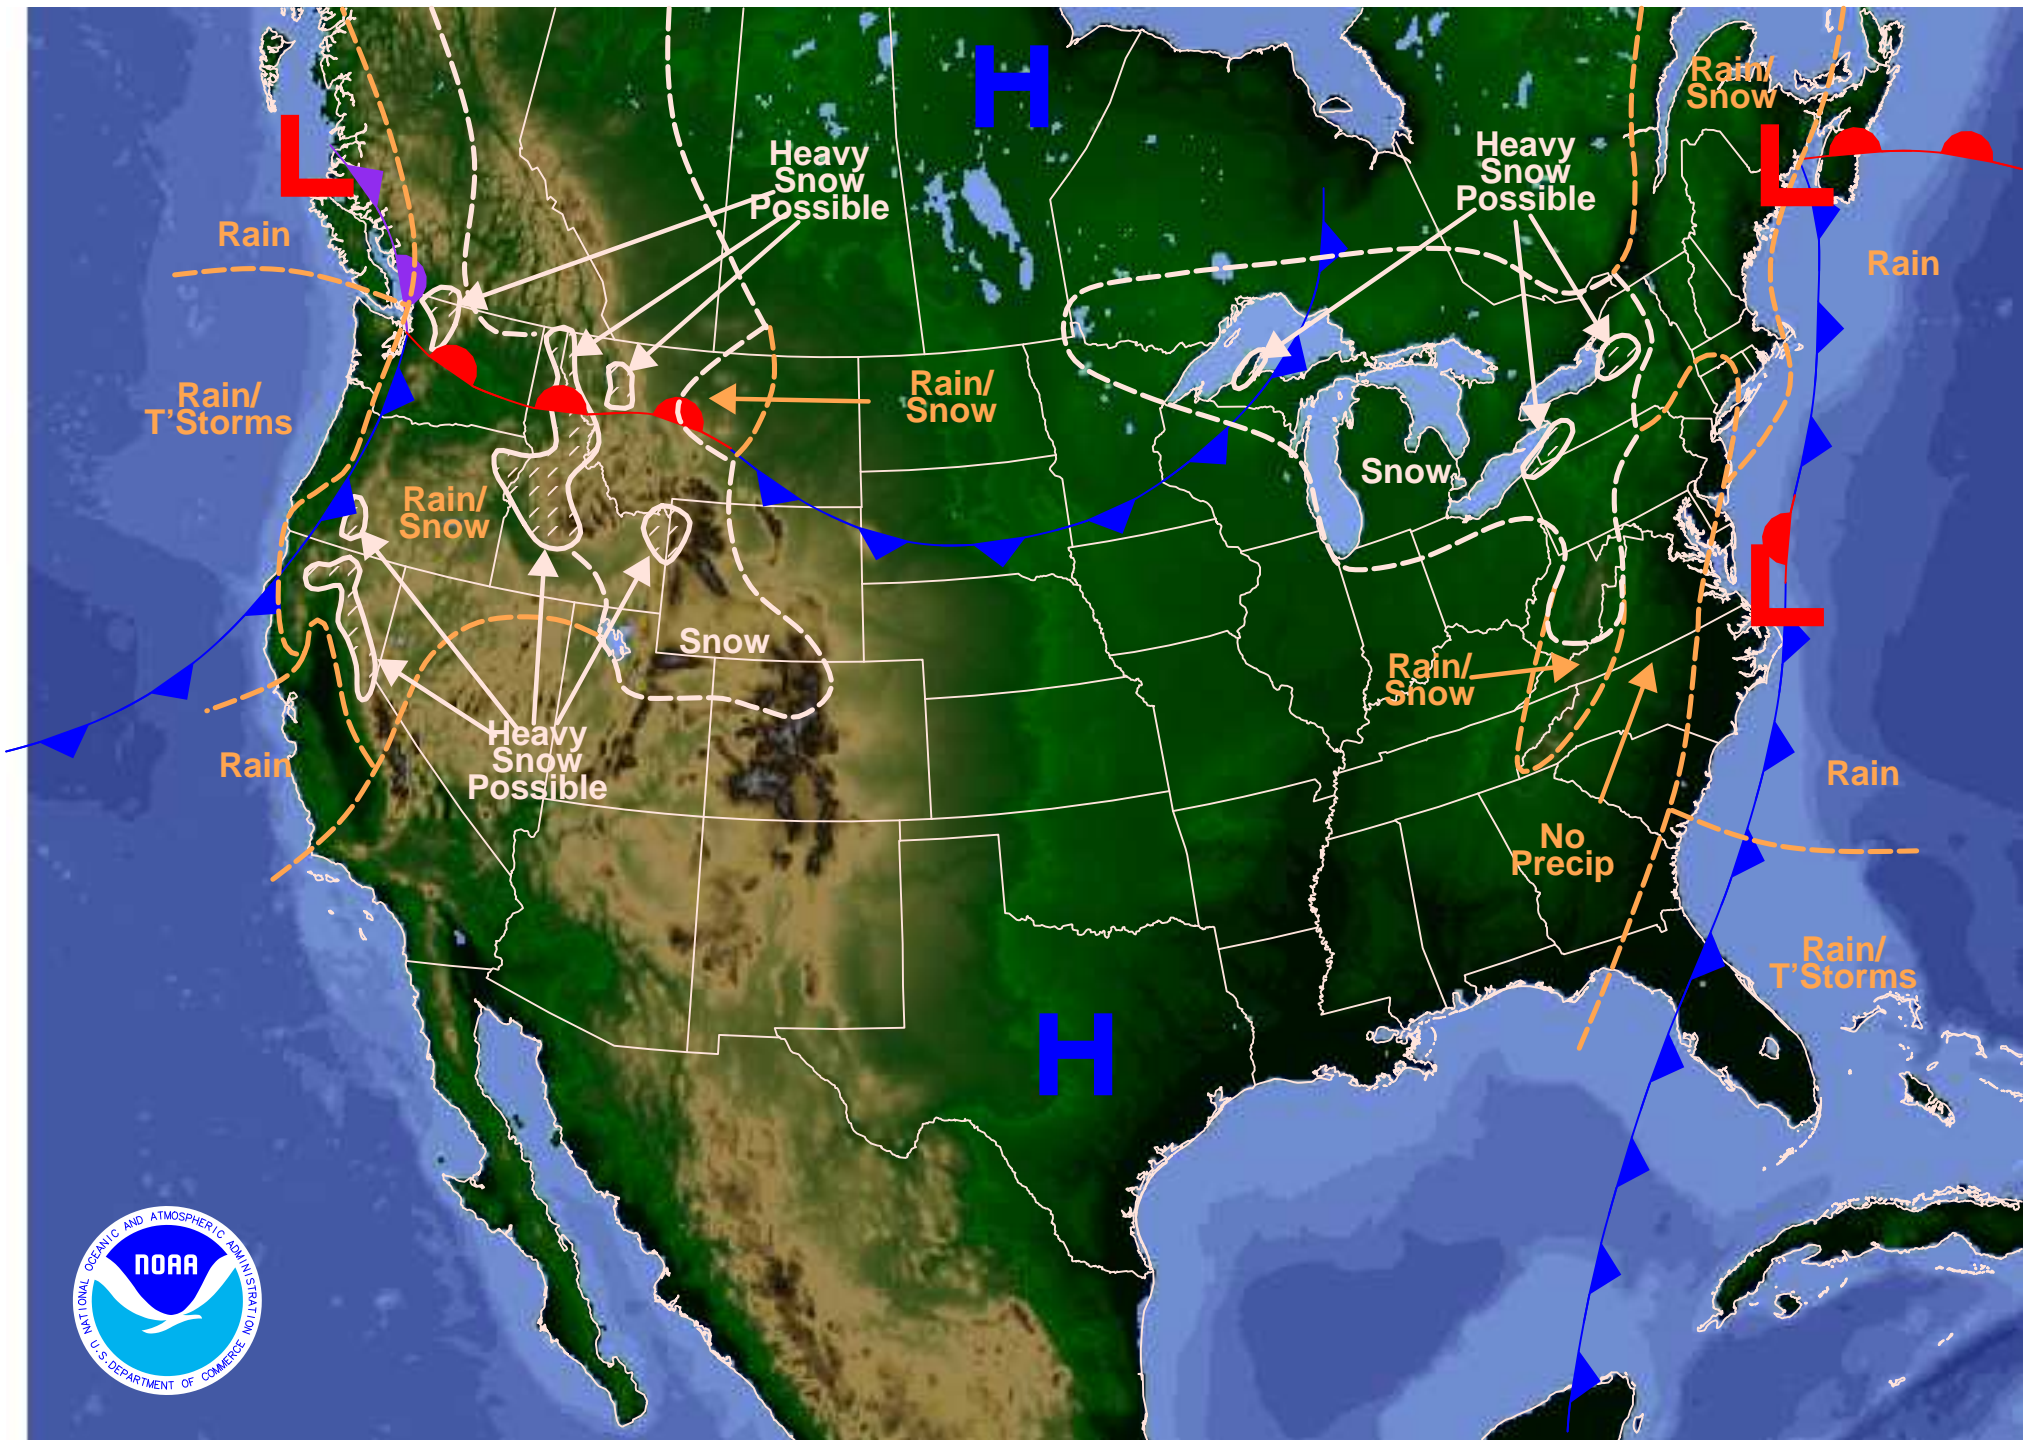 H
Rain/
Snow
L
L
Heavy
Snow
Possible
Heavy
Snow
Possible
Rain
Rain
Rain/
T'Storms
Rain/
Snow
Snow
Rain/
Snow
L
Snow
Rain/
Snow
Heavy
Snow
Possible
Rain
Rain
No
Precip
Rain/
T'Storms
H
NATIONAL OCEANIC AND ATMOSPHERIC ADMINISTRATION
NOAA
U.S. DEPARTMENT OF COMMERCE